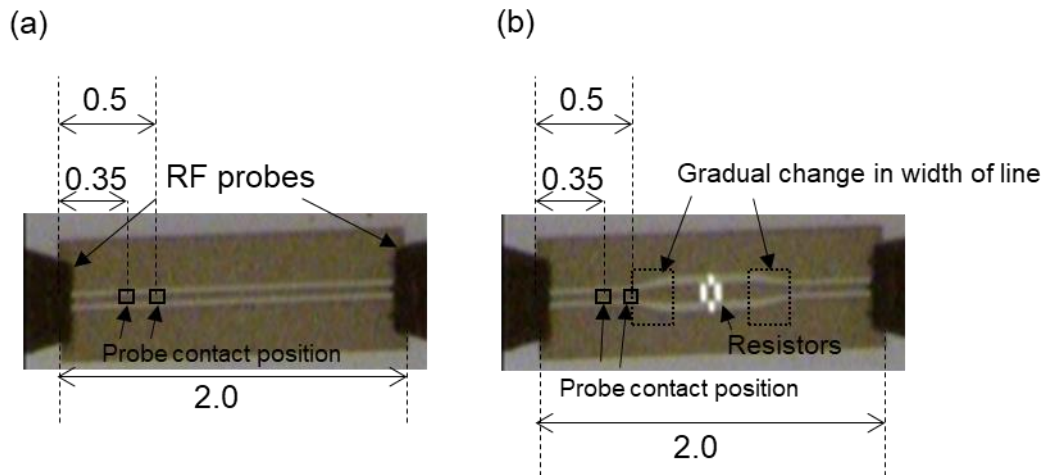 (a)
0.5
0.35
RF probes
Probe contact position
2.0
(b)
0.5
0.35
Gradual change in width of line
Resistors
Probe contact position
2.0